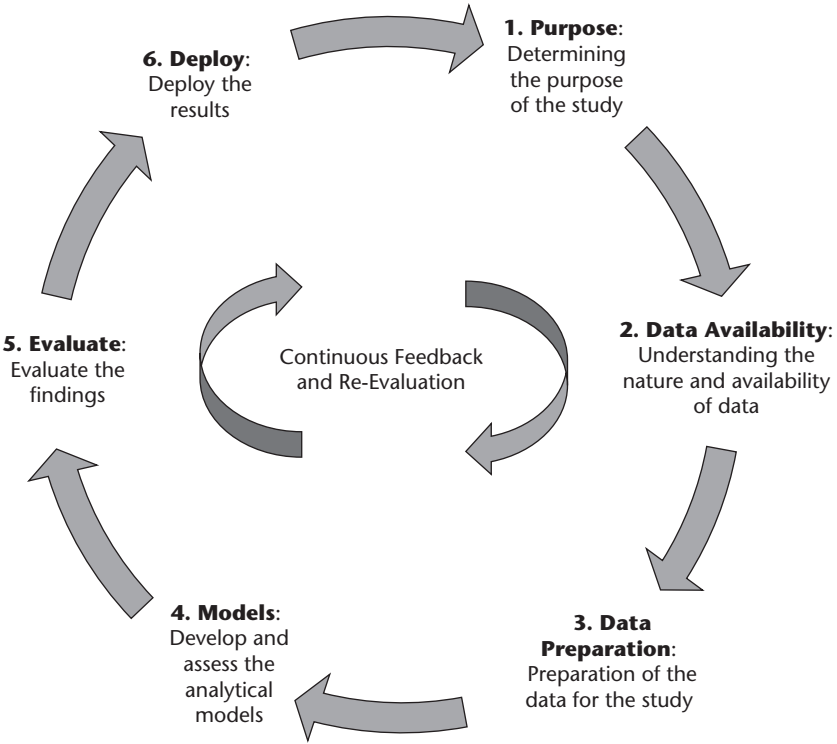 1. Purpose:
Determining
the purpose
of the study
2. Data Availability:
Understanding the
nature and availability
of data
3. Data
Preparation:
Preparation of the
data for the study
4. Models:
Develop and
assess the
analytical
models
5. Evaluate:
Evaluate the
findings
6. Deploy:
Deploy the
results
Continuous Feedback
and Re-Evaluation